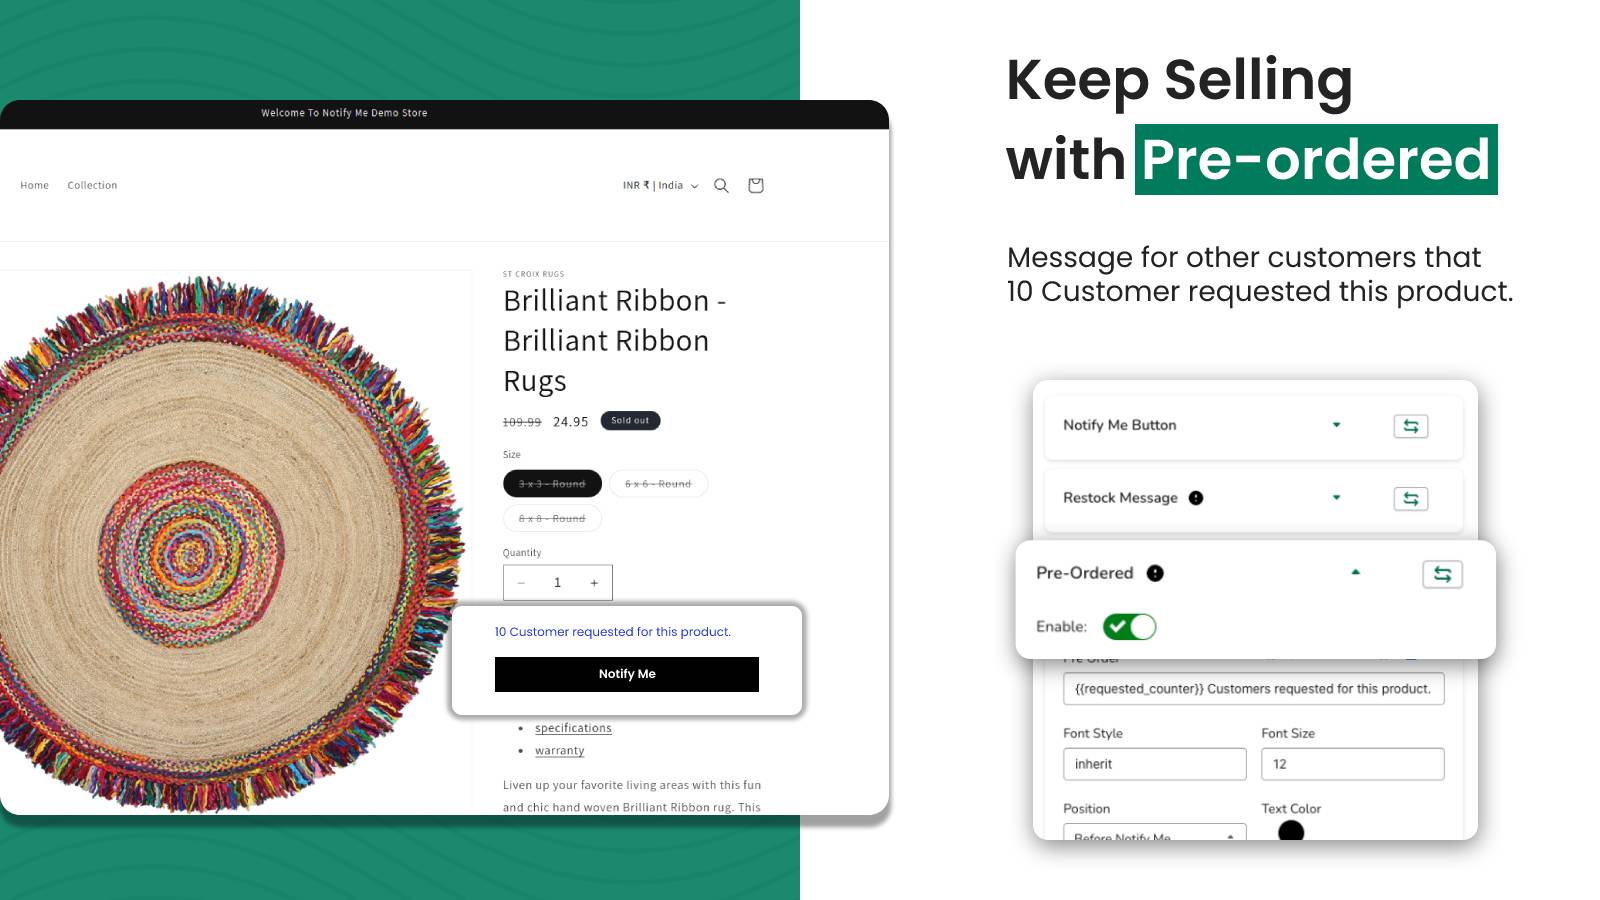 Welcome To Notify Me Demo Store
Home
Collection
INR ₹ | India
ST CROIX RUGS
Brilliant Ribbon -
Brilliant Ribbon
Rugs
109.99 24.95 Sold out
Size
3 x 3 - Round
6 x 6 - Round
8 x 8 - Round
Quantity
− 1 +
10 Customer requested for this product.
Notify Me
• specifications
• warranty
Liven up your favorite living areas with this fun
and chic hand woven Brilliant Ribbon rug. This
Keep Selling
with Pre-ordered
Message for other customers that
10 Customer requested this product.
Notify Me Button
Restock Message
Pre-Ordered
Enable:
Pre Order
{{requested_counter}} Customers requested for this product.
Font Style
Font Size
inherit
12
Position
Text Color
Before Notify Me